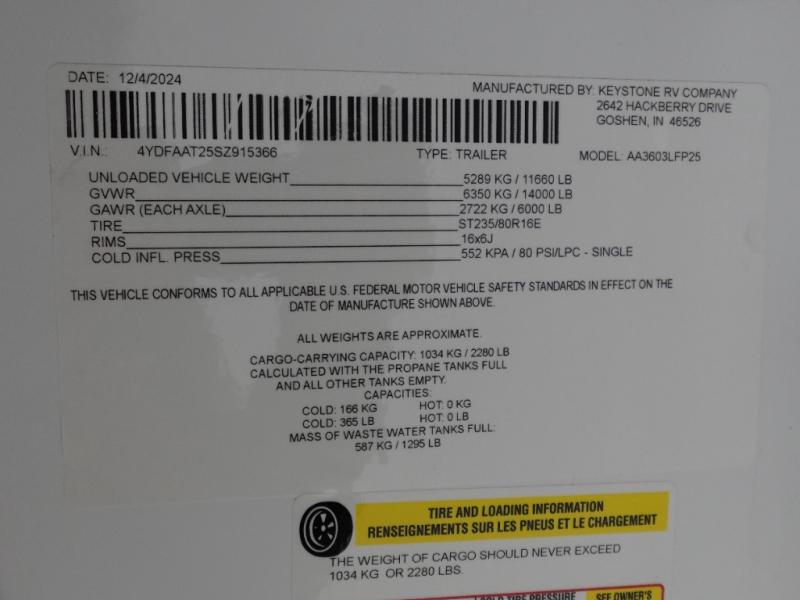 DATE: 12/4/2024
MANUFACTURED BY: KEYSTONE RV COMPANY
2642 HACKBERRY DRIVE
GOSHEN, IN 46526
V.I.N.: 4YDFAAT25SZ915366 TYPE: TRAILER MODEL: AA3603LFP25
UNLOADED VEHICLE WEIGHT 5289 KG / 11660 LB
GVWR 6350 KG / 14000 LB
GAWR (EACH AXLE) 2722 KG / 6000 LB
TIRE ST235/80R16E
RIMS 16x6J
COLD INFL. PRESS 552 KPA / 80 PSI/LPC - SINGLE
THIS VEHICLE CONFORMS TO ALL APPLICABLE U.S. FEDERAL MOTOR VEHICLE SAFETY STANDARDS IN EFFECT ON THE
DATE OF MANUFACTURE SHOWN ABOVE.
ALL WEIGHTS ARE APPROXIMATE.
CARGO-CARRYING CAPACITY: 1034 KG / 2280 LB
CALCULATED WITH THE PROPANE TANKS FULL
AND ALL OTHER TANKS EMPTY.
CAPACITIES:
COLD: 166 KG HOT: 0 KG
COLD: 365 LB HOT: 0 LB
MASS OF WASTE WATER TANKS FULL:
587 KG / 1295 LB
TIRE AND LOADING INFORMATION
RENSEIGNEMENTS SUR LES PNEUS ET LE CHARGEMENT
THE WEIGHT OF CARGO SHOULD NEVER EXCEED
1034 KG OR 2280 LBS.
COLD TIRE PRESSURE SEE OWNER'S